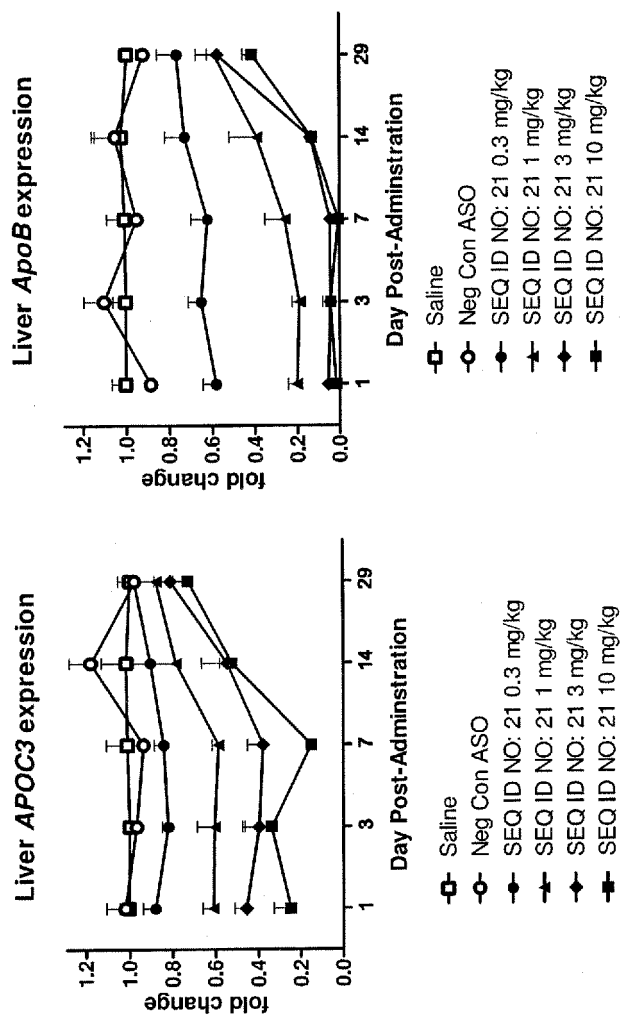 Liver APOC3 expression
fold change
1.2
1.0
0.8
0.6
0.4
0.2
0.0
1 3 7 14 29
Day Post-Adminstration
Saline
Neg Con ASO
SEQ ID NO: 21 0.3 mg/kg
SEQ ID NO: 21 1 mg/kg
SEQ ID NO: 21 3 mg/kg
SEQ ID NO: 21 10 mg/kg
Liver ApoB expression
fold change
1.2
1.0
0.8
0.6
0.4
0.2
0.0
1 3 7 14 29
Day Post-Adminstration
Saline
Neg Con ASO
SEQ ID NO: 21 0.3 mg/kg
SEQ ID NO: 21 1 mg/kg
SEQ ID NO: 21 3 mg/kg
SEQ ID NO: 21 10 mg/kg